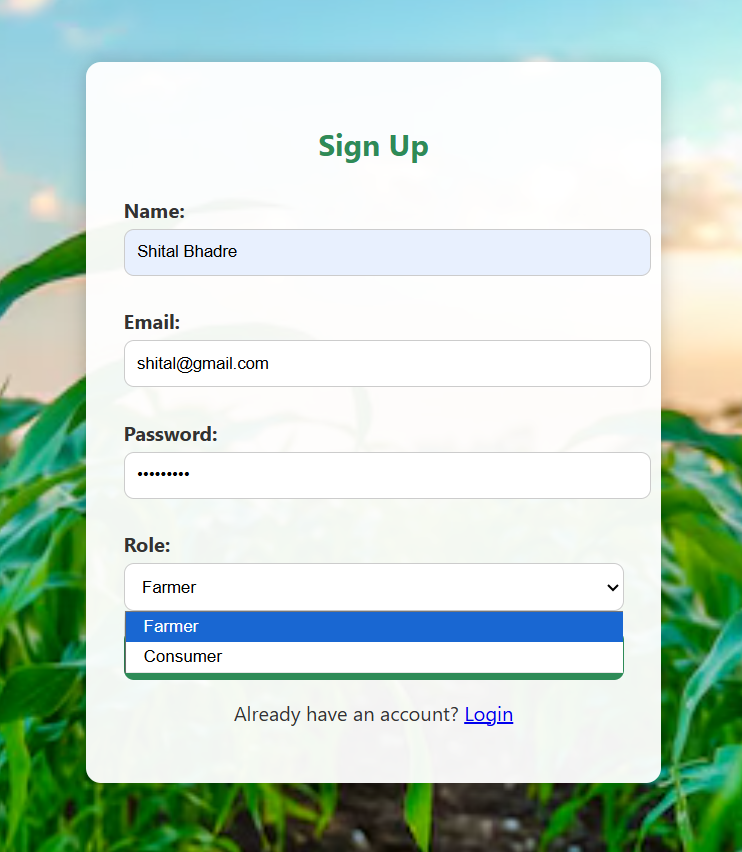 Sign Up
Name:
Shital Bhadre
Email:
shital@gmail.com
Password:
•••••••••
Role:
Farmer
Farmer
Consumer
Already have an account? Login